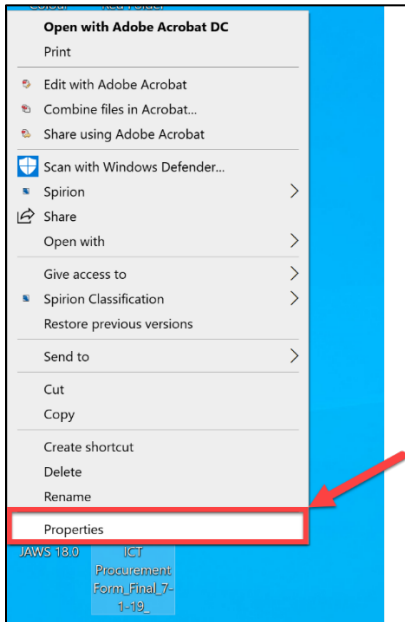 Open with Adobe Acrobat DC
Print
Edit with Adobe Acrobat
Combine files in Acrobat...
Share using Adobe Acrobat
Scan with Windows Defender...
Spirion
Share
Open with
Give access to
Spirion Classification
Restore previous versions
Send to
Cut
Copy
Create shortcut
Delete
Rename
Properties
JAWS 18.0
ICT
Procurement
Form_Final_7-
1-19_